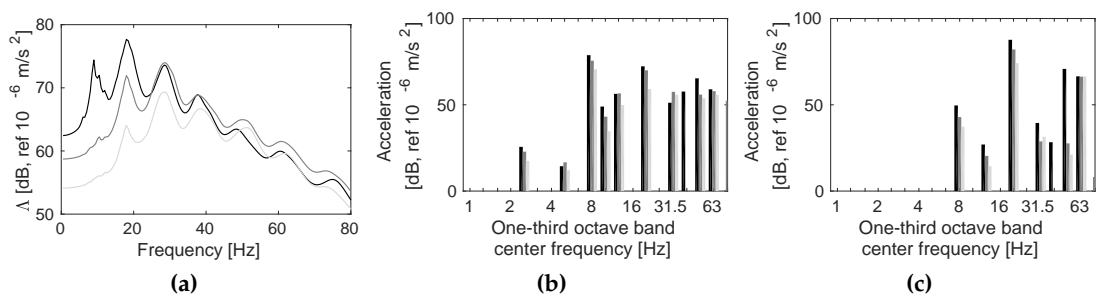 80
70
60
50
Λ [dB, ref 10⁻⁶ m/s²]
0 20 40 60 80
Frequency [Hz]
(a)
100
50
0
Acceleration
[dB, ref 10⁻⁶ m/s²]
1 2 4 8 16 31.5 63
One-third octave band
center frequency [Hz]
(b)
100
50
0
Acceleration
[dB, ref 10⁻⁶ m/s²]
1 2 4 8 16 31.5 63
One-third octave band
center frequency [Hz]
(c)